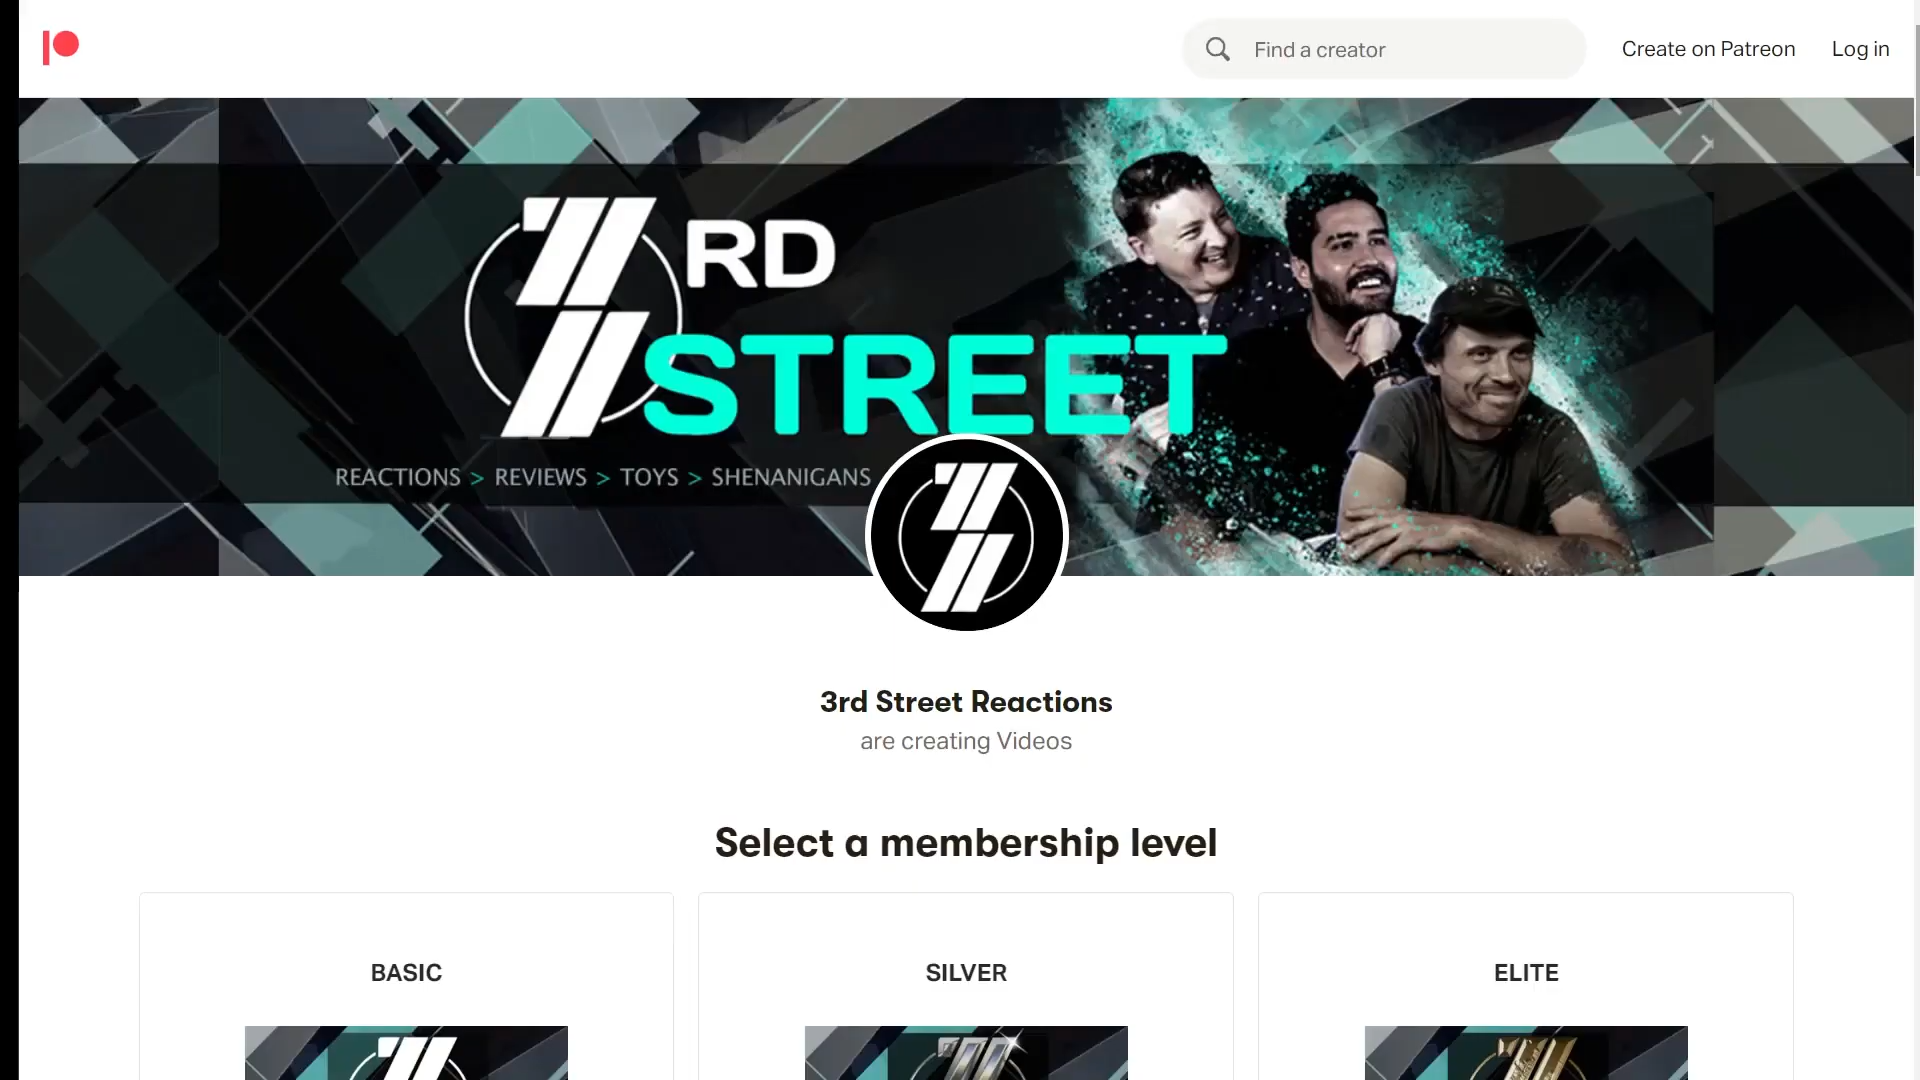 Find a creator
Create on Patreon
Log in
3RD
STREET
REACTIONS > REVIEWS > TOYS > SHENANIGANS
3rd Street Reactions
are creating Videos
Select a membership level
BASIC
SILVER
ELITE